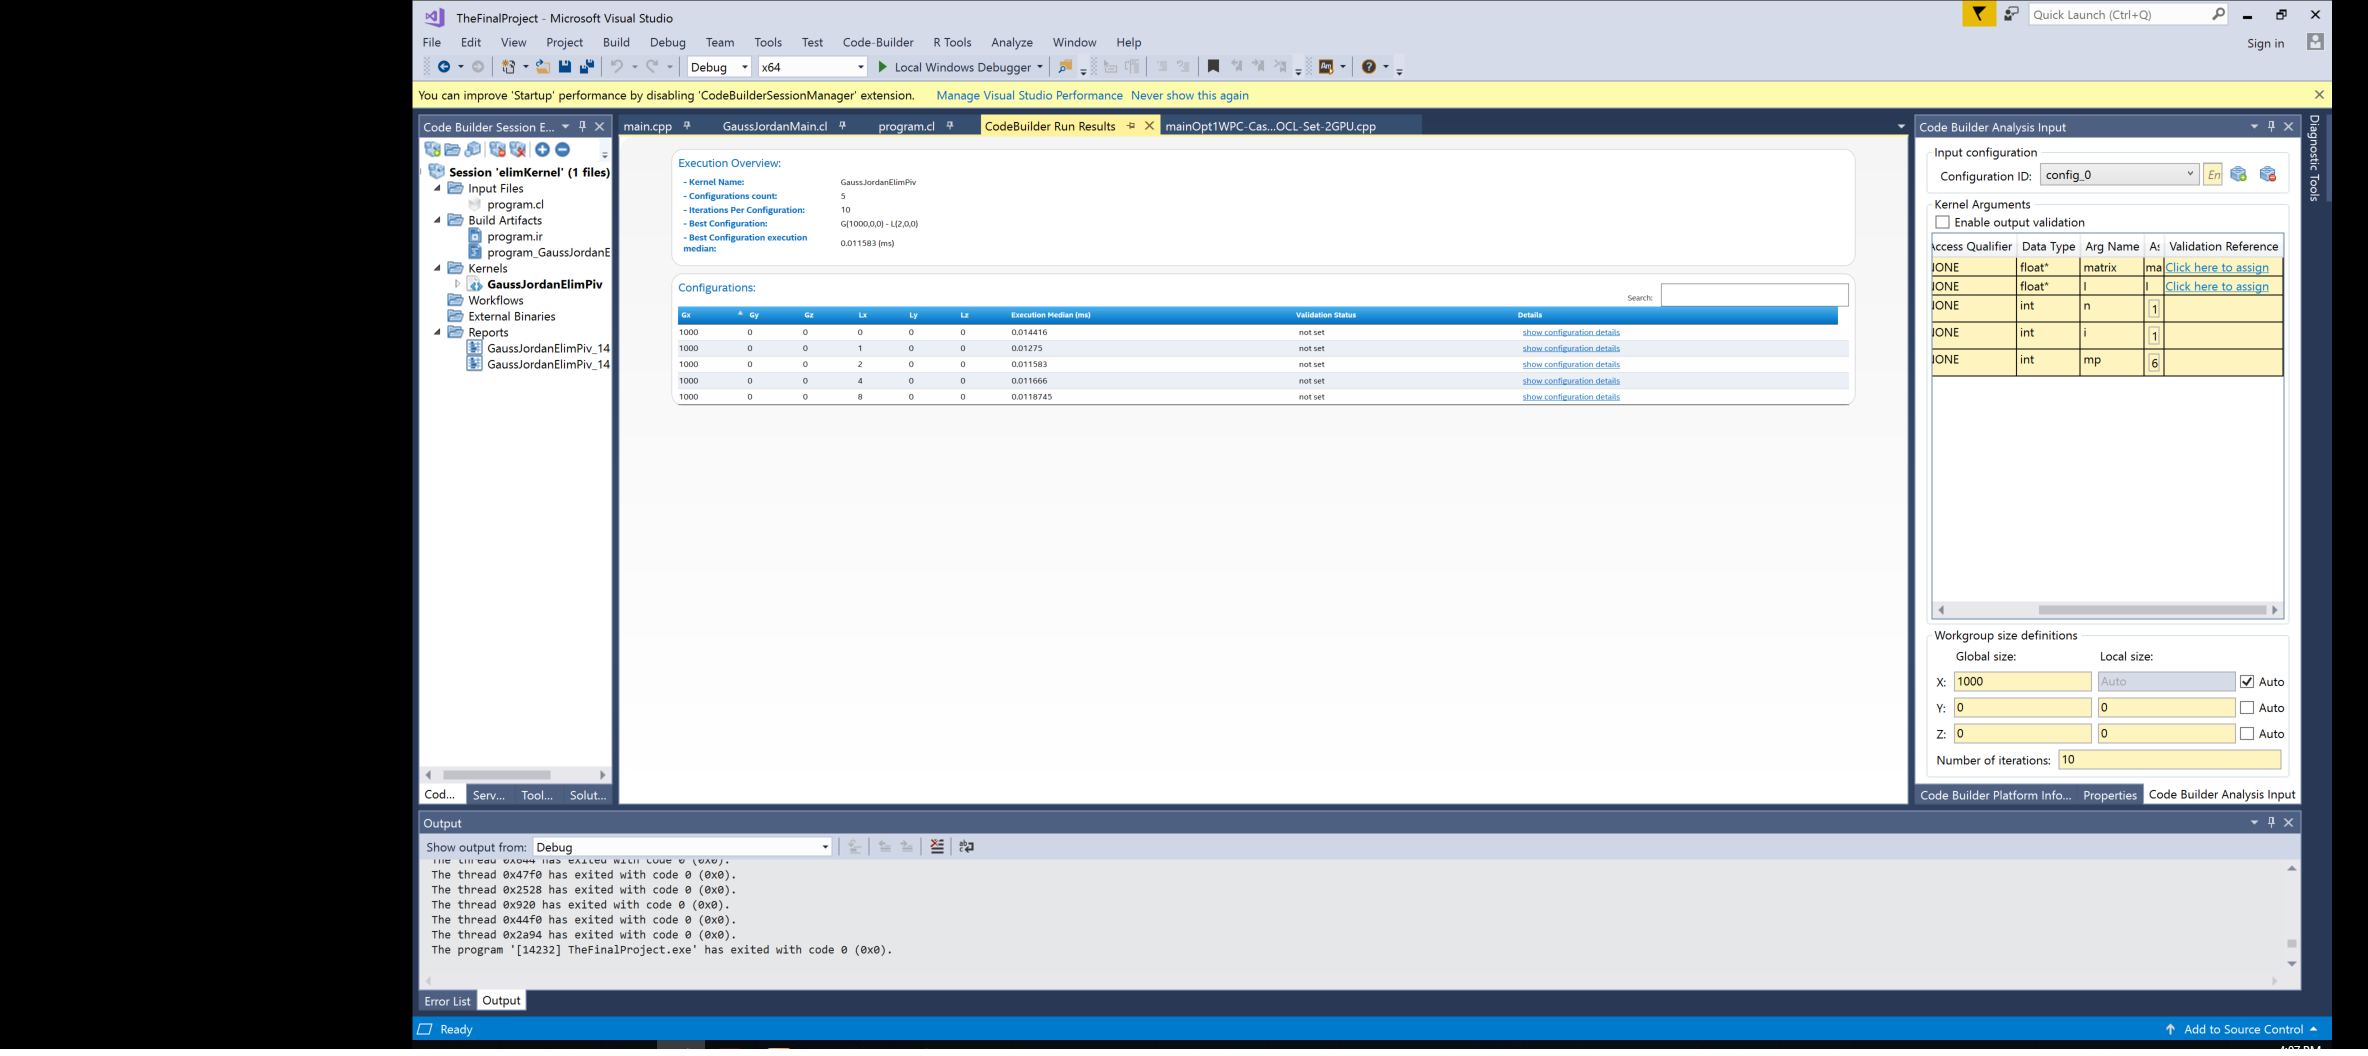 TheFinalProject - Microsoft Visual Studio
Quick Launch (Ctrl+Q)
File Edit View Project Build Debug Team Tools Test Code-Builder R Tools Analyze Window Help
Sign in
Debug x64 Local Windows Debugger
You can improve 'Startup' performance by disabling 'CodeBuilderSessionManager' extension. Manage Visual Studio Performance Never show this again
Code Builder Session E...
Session 'elimKernel' (1 files)
Input Files
program.cl
Build Artifacts
program.ir
program_GaussJordanE
Kernels
GaussJordanElimPiv
Workflows
External Binaries
Reports
GaussJordanElimPiv_14
GaussJordanElimPiv_14
Cod... Serv... Tool... Solut...
main.cpp GaussJordanMain.cl program.cl CodeBuilder Run Results mainOpt1WPC-Cas...OCL-Set-2GPU.cpp
Execution Overview:
- Kernel Name: GaussJordanElimPiv
- Configurations count: 5
- Iterations Per Configuration: 10
- Best Configuration: G(1000,0,0) - L(2,0,0)
- Best Configuration execution median: 0.011583 (ms)
Configurations:
Search:
Gx Gy Gz Lx Ly Lz Execution Median (ms) Validation Status Details
1000 0 0 0 0 0 0.014416 not set show configuration details
1000 0 0 1 0 0 0.01275 not set show configuration details
1000 0 0 2 0 0 0.011583 not set show configuration details
1000 0 0 4 0 0 0.011666 not set show configuration details
1000 0 0 8 0 0 0.0118745 not set show configuration details
Code Builder Analysis Input
Input configuration
Configuration ID: config_0 En
Kernel Arguments
Enable output validation
Access Qualifier Data Type Arg Name As Validation Reference
NONE float* matrix ma Click here to assign
NONE float* l l Click here to assign
NONE int n 1
NONE int i 1
NONE int mp 6
Workgroup size definitions
Global size: Local size:
X: 1000 Auto Auto
Y: 0 0 Auto
Z: 0 0 Auto
Number of iterations: 10
Code Builder Platform Info... Properties Code Builder Analysis Input
Diagnostic Tools
Output
Show output from: Debug
The thread 0x644 has exited with code 0 (0x0).
The thread 0x47f0 has exited with code 0 (0x0).
The thread 0x2528 has exited with code 0 (0x0).
The thread 0x920 has exited with code 0 (0x0).
The thread 0x44f0 has exited with code 0 (0x0).
The thread 0x2a94 has exited with code 0 (0x0).
The program '[14232] TheFinalProject.exe' has exited with code 0 (0x0).
Error List Output
Ready
Add to Source Control